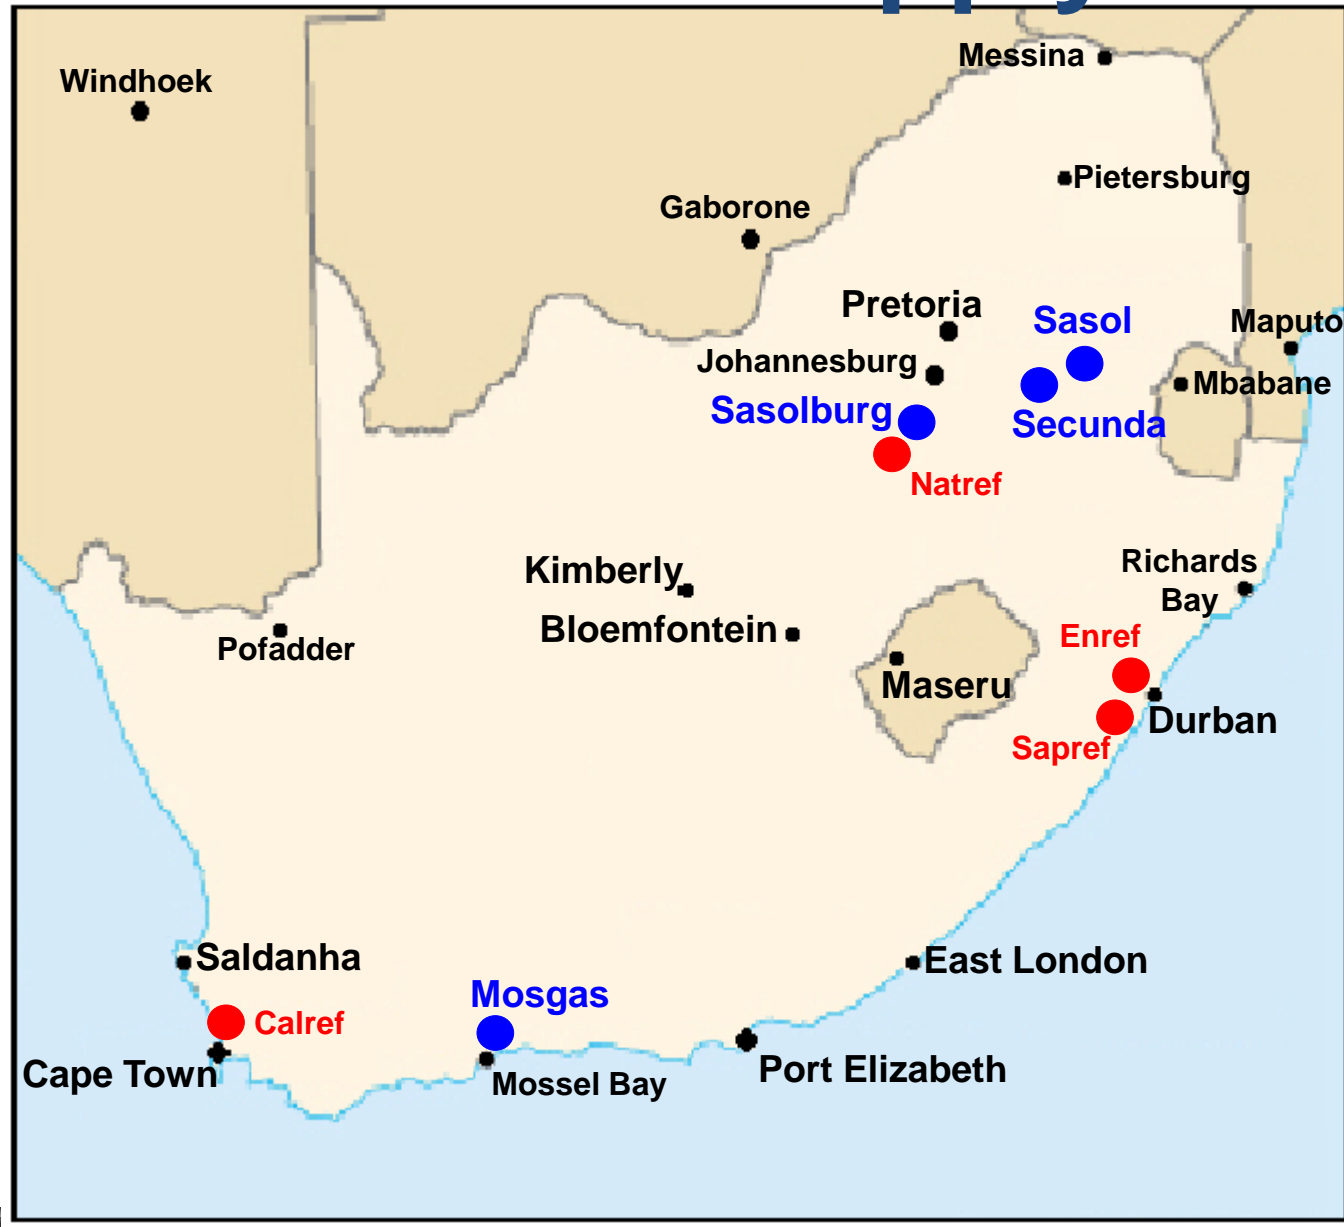 Messina
Windhoek
Pietersburg
Gaborone
Pretoria
Sasol
Maputo
Johannesburg
Mbabane
Sasolburg
Secunda
Natref
Richards
Bay
Kimberly
Bloemfontein
Enref
Pofadder
Maseru
Durban
Sapref
Saldanha
East London
Mosgas
Calref
Cape Town
Port Elizabeth
Mossel Bay